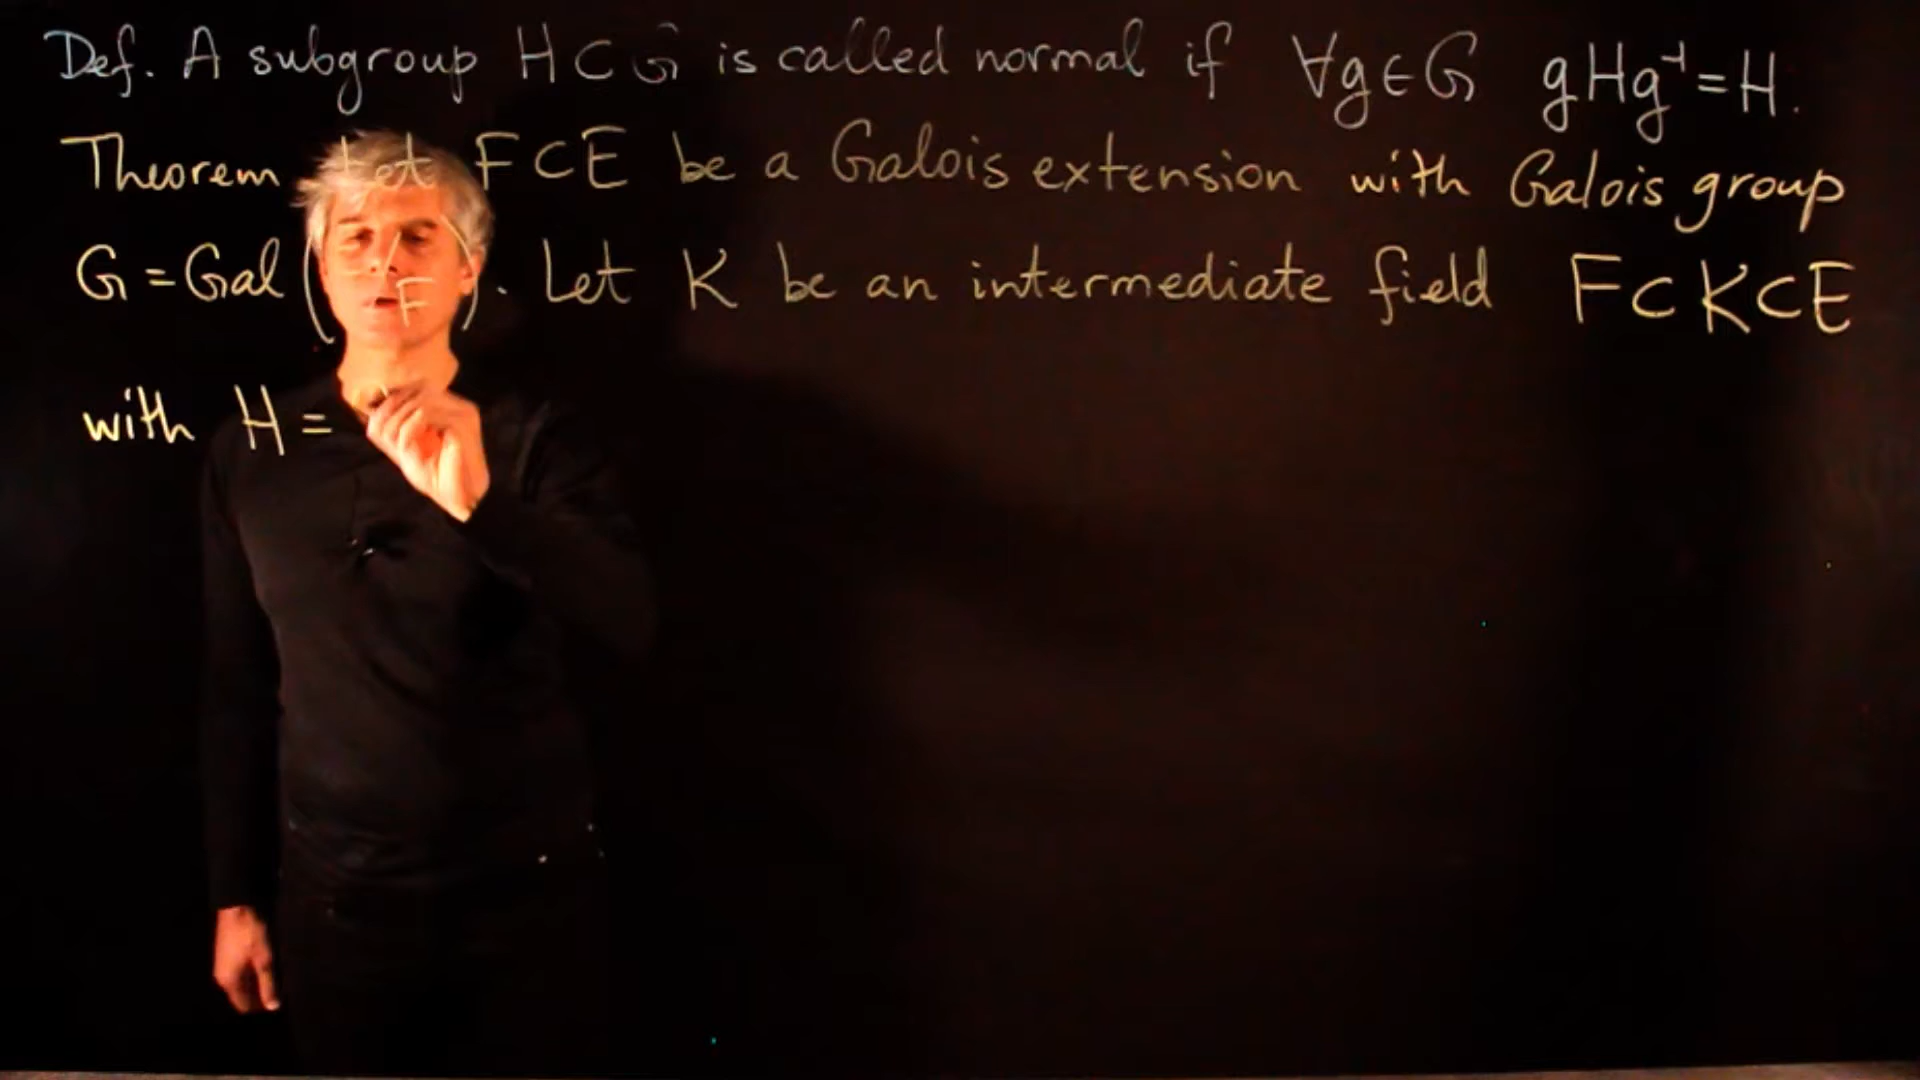 Def. A subgroup H ⊂ G is called normal if ∀g∈G gHg⁻¹=H.
Theorem Let F⊂E be a Galois extension with Galois group
G = Gal(E/F). Let K be an intermediate field F⊂K⊂E
with H =